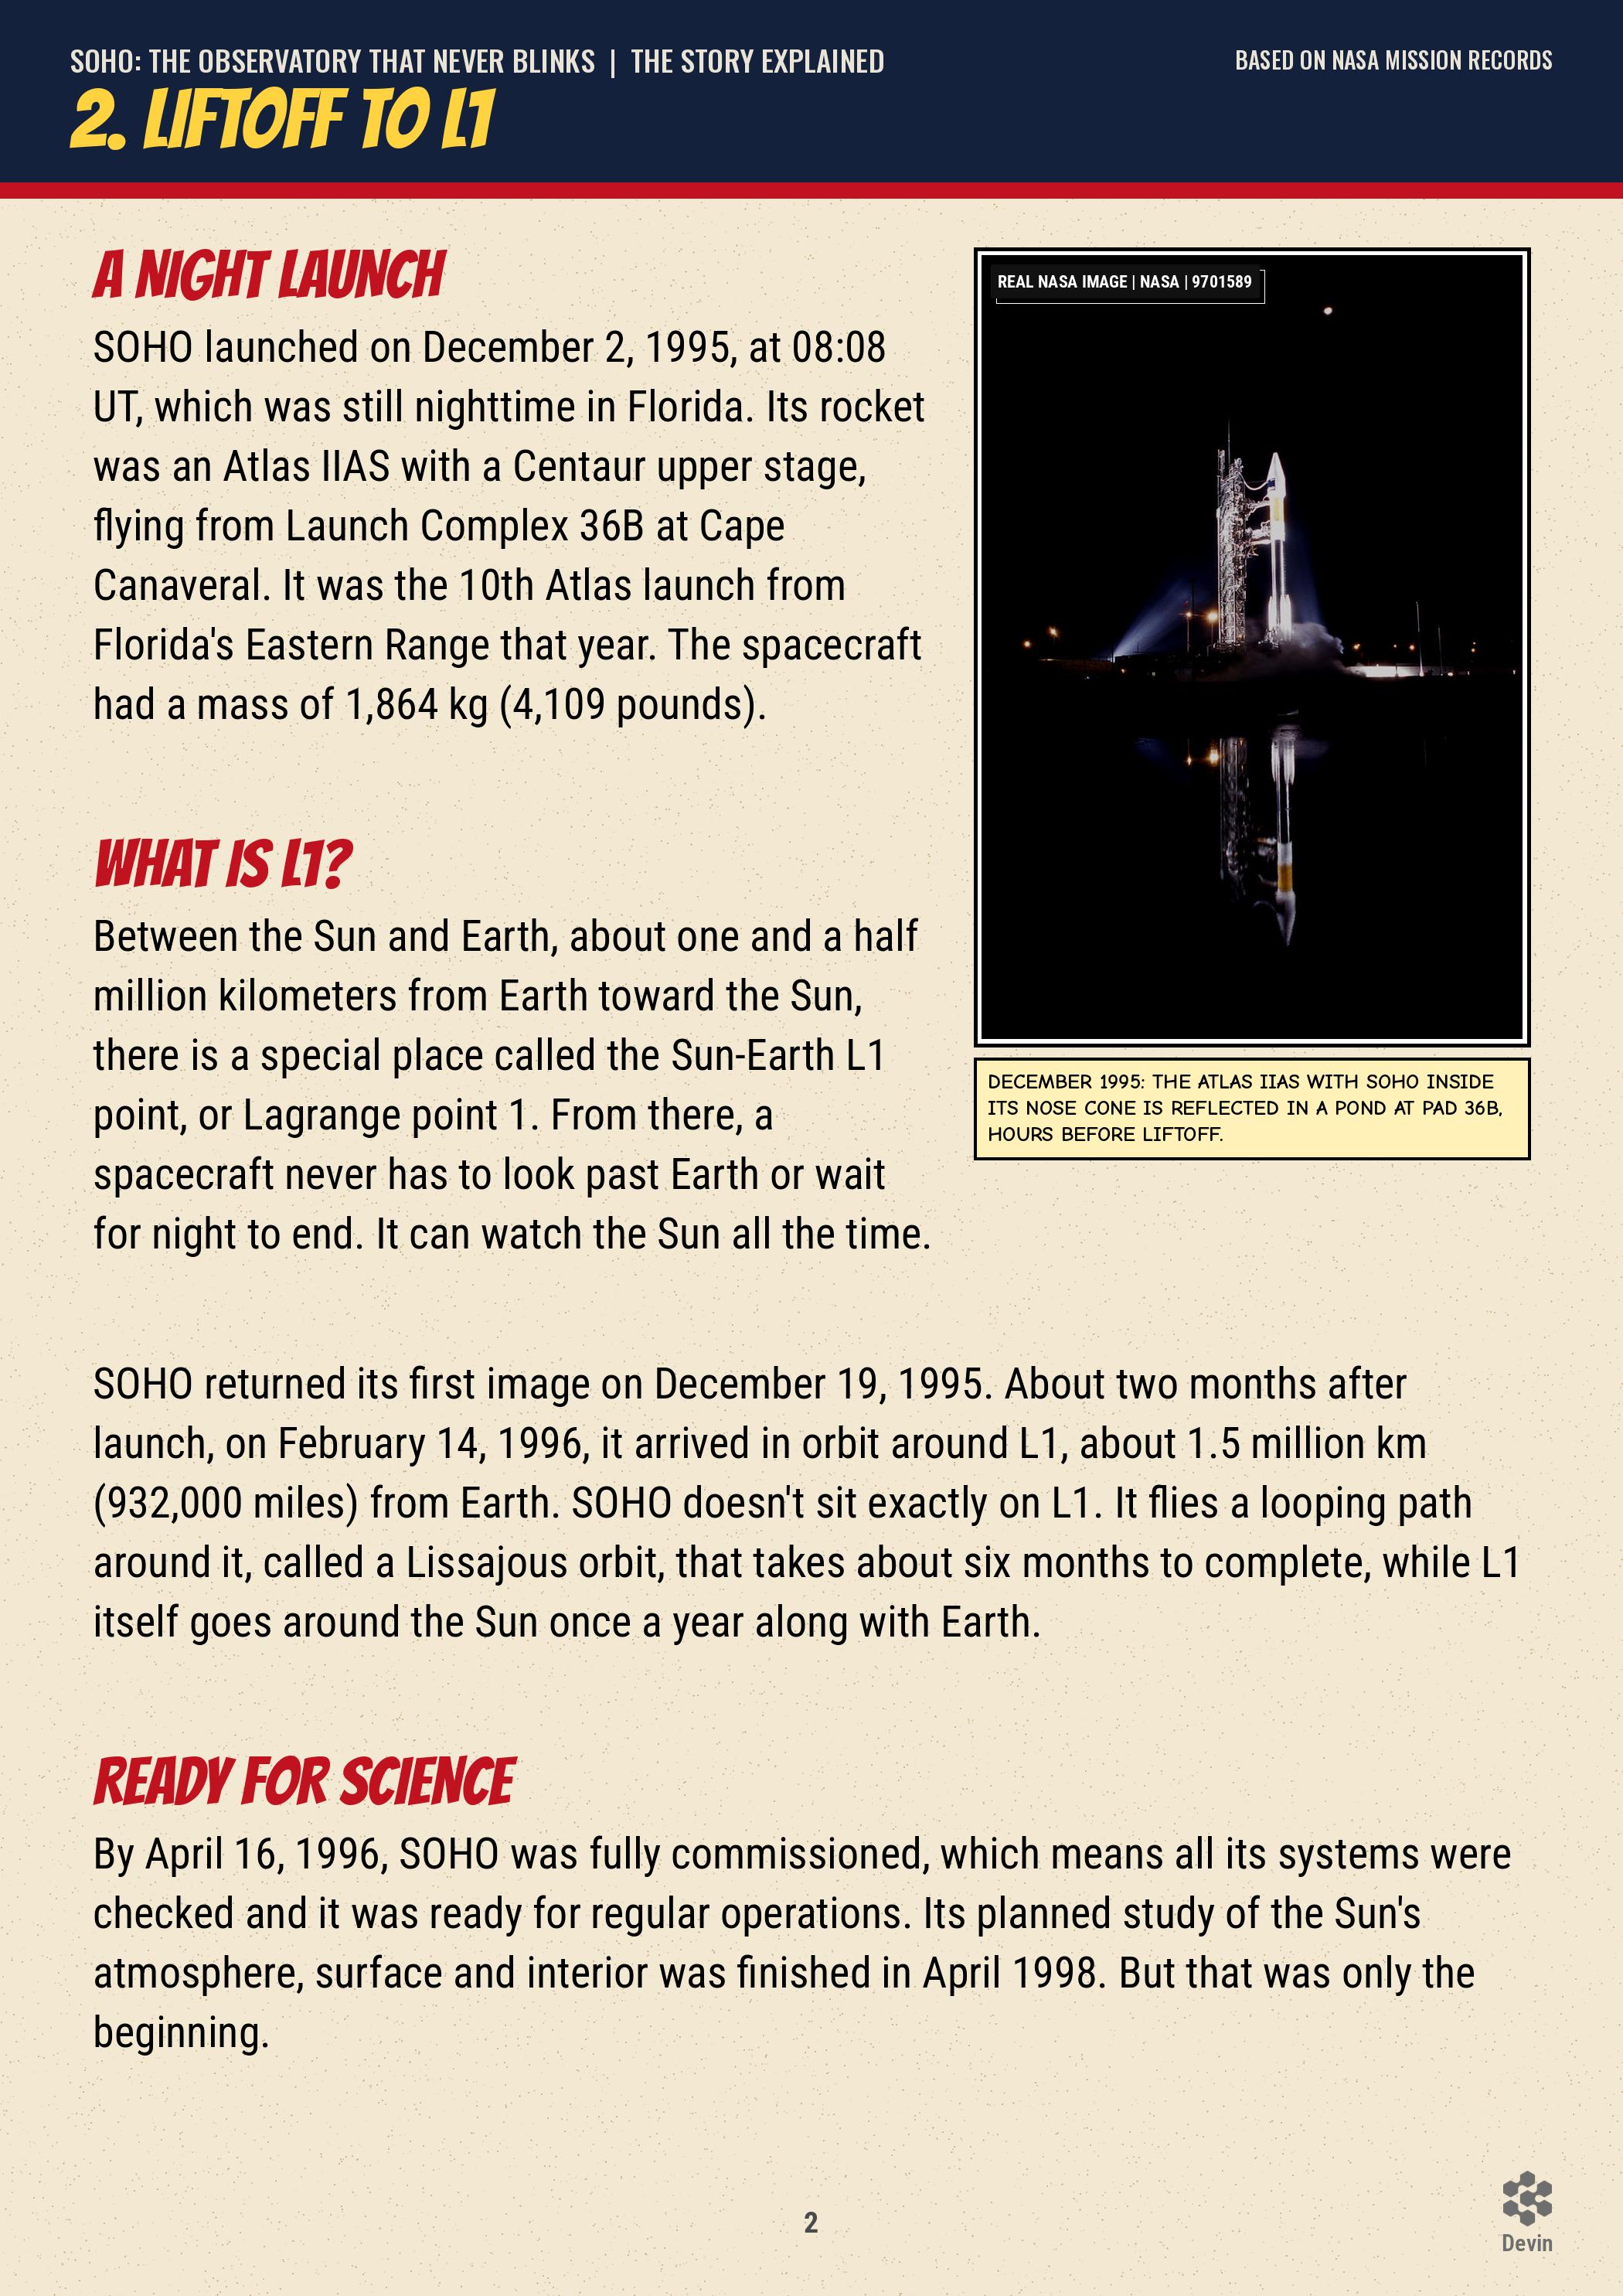 SOHO: THE OBSERVATORY THAT NEVER BLINKS | THE STORY EXPLAINED
BASED ON NASA MISSION RECORDS
2. LIFTOFF TO L1
A NIGHT LAUNCH
SOHO launched on December 2, 1995, at 08:08
UT, which was still nighttime in Florida. Its rocket
was an Atlas IIAS with a Centaur upper stage,
flying from Launch Complex 36B at Cape
Canaveral. It was the 10th Atlas launch from
Florida's Eastern Range that year. The spacecraft
had a mass of 1,864 kg (4,109 pounds).
REAL NASA IMAGE | NASA | 9701589
DECEMBER 1995: THE ATLAS IIAS WITH SOHO INSIDE
ITS NOSE CONE IS REFLECTED IN A POND AT PAD 36B,
HOURS BEFORE LIFTOFF.
WHAT IS L1?
Between the Sun and Earth, about one and a half
million kilometers from Earth toward the Sun,
there is a special place called the Sun-Earth L1
point, or Lagrange point 1. From there, a
spacecraft never has to look past Earth or wait
for night to end. It can watch the Sun all the time.
SOHO returned its first image on December 19, 1995. About two months after
launch, on February 14, 1996, it arrived in orbit around L1, about 1.5 million km
(932,000 miles) from Earth. SOHO doesn't sit exactly on L1. It flies a looping path
around it, called a Lissajous orbit, that takes about six months to complete, while L1
itself goes around the Sun once a year along with Earth.
READY FOR SCIENCE
By April 16, 1996, SOHO was fully commissioned, which means all its systems were
checked and it was ready for regular operations. Its planned study of the Sun's
atmosphere, surface and interior was finished in April 1998. But that was only the
beginning.
2
Devin